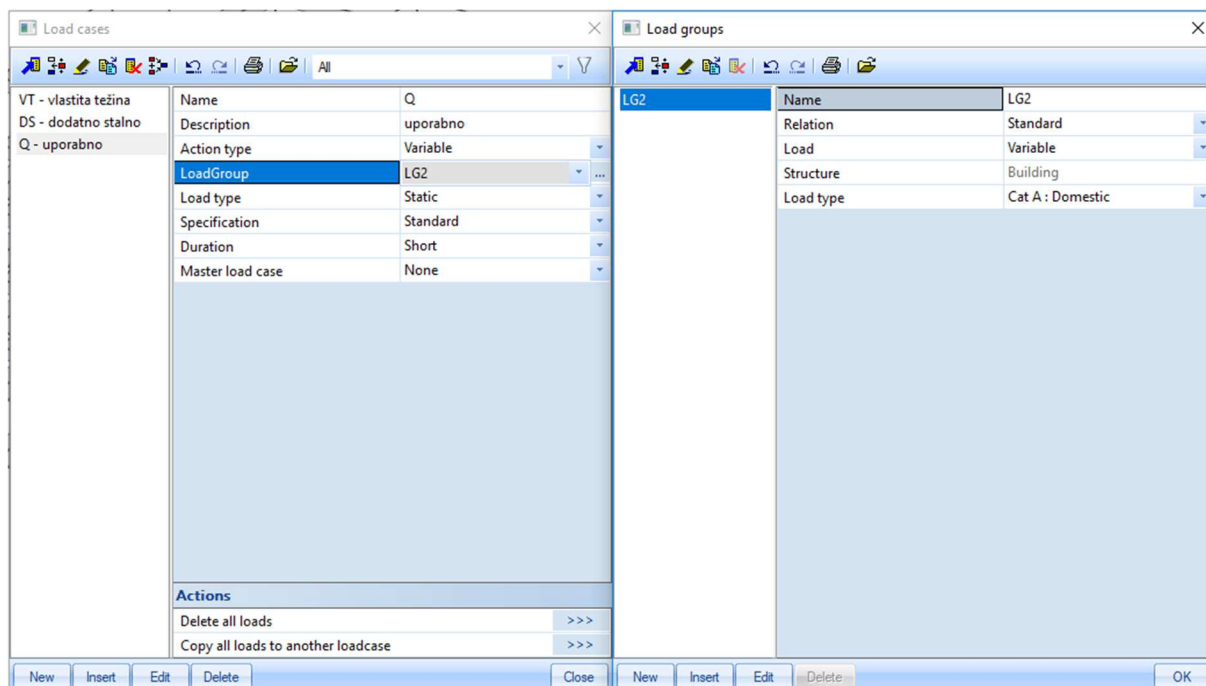 Load cases
All
VT - vlastita težina
DS - dodatno stalno
Q - uporabno
Name Q
Description uporabno
Action type Variable
LoadGroup LG2 ...
Load type Static
Specification Standard
Duration Short
Master load case None
Actions
Delete all loads >>>
Copy all loads to another loadcase >>>
New Insert Edit Delete Close
Load groups
LG2
Name LG2
Relation Standard
Load Variable
Structure Building
Load type Cat A : Domestic
New Insert Edit Delete OK